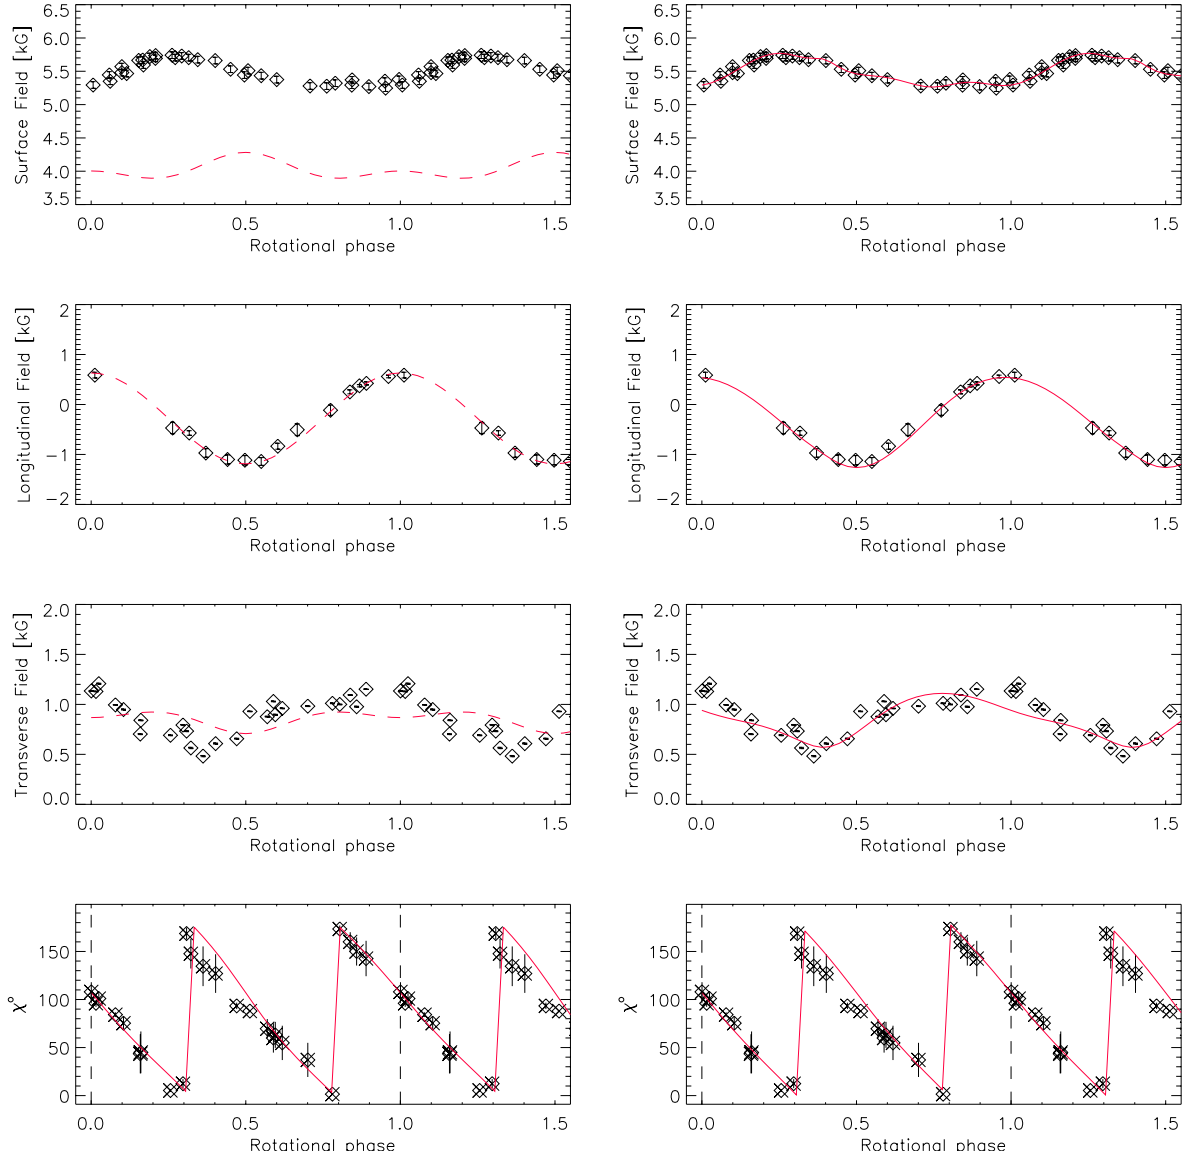 6.5
6.0
5.5
5.0
4.5
4.0
3.5
Surface Field [kG]
0.0 0.5 1.0 1.5
Rotational phase
6.5
6.0
5.5
5.0
4.5
4.0
3.5
Surface Field [kG]
0.0 0.5 1.0 1.5
Rotational phase
2
1
0
−1
−2
Longitudinal Field [kG]
0.0 0.5 1.0 1.5
Rotational phase
2
1
0
−1
−2
Longitudinal Field [kG]
0.0 0.5 1.0 1.5
Rotational phase
2.0
1.5
1.0
0.5
0.0
Transverse Field [kG]
0.0 0.5 1.0 1.5
Rotational phase
2.0
1.5
1.0
0.5
0.0
Transverse Field [kG]
0.0 0.5 1.0 1.5
Rotational phase
150
100
50
0
χ°
0.0 0.5 1.0 1.5
Rotational phase
150
100
50
0
χ°
0.0 0.5 1.0 1.5
Rotational phase